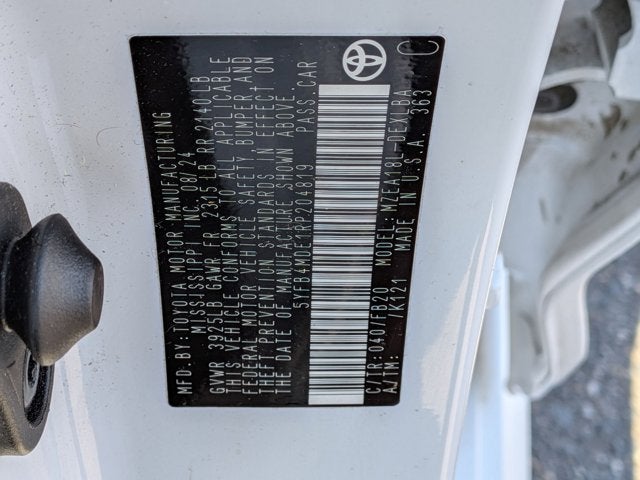 MFD. BY: TOYOTA MOTOR MANUFACTURING
MISSISSIPPI INC. 08/24
GVWR 3925LB GAWR FR 2315LB RR 2140LB
THIS VEHICLE CONFORMS TO ALL APPLICABLE
FEDERAL MOTOR VEHICLE SAFETY, BUMPER AND
THEFT PREVENTION STANDARDS IN EFFECT ON
THE DATE OF MANUFACTURE SHOWN ABOVE.
5YFB4MDE1RP204819 PASS.CAR
C/TR: 040/FB20 MODEL: MZEA18L-DEXLBA
A/TM: /K121 MADE IN U.S.A. 363 C